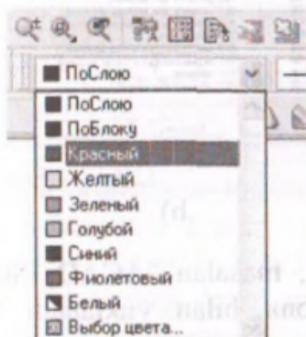 ПоСлою
ПоСлою
ПоБлоку
Красный
Желтый
Зеленый
Голубой
Синий
Фиолетовый
Белый
Выбор цвета...